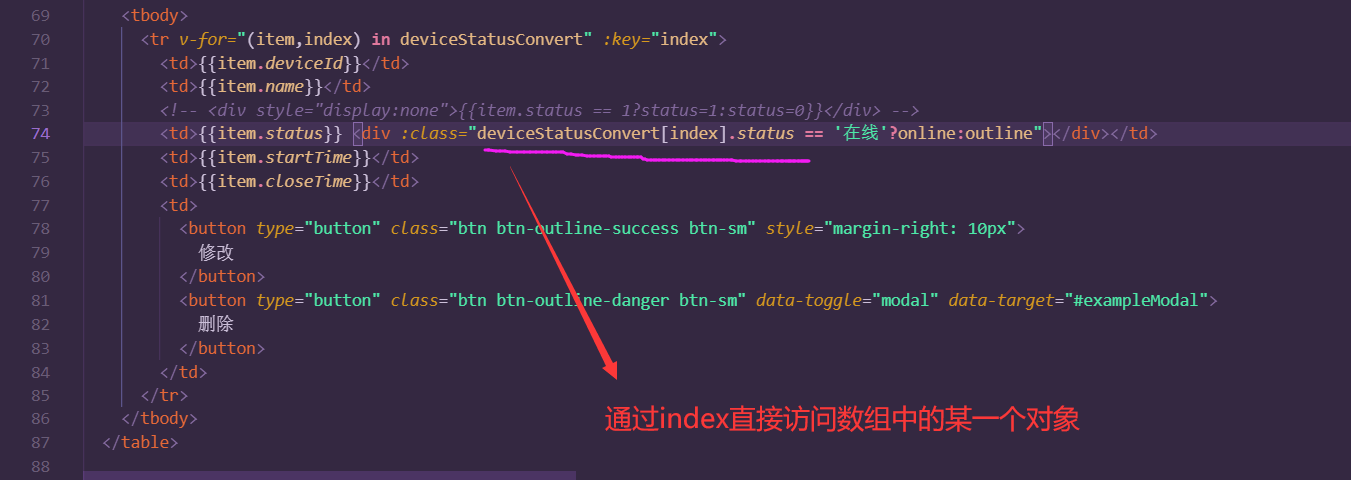 69 <tbody>
70 <tr v-for="(item,index) in deviceStatusConvert" :key="index">
71 <td>{{item.deviceId}}</td>
72 <td>{{item.name}}</td>
73 <!-- <div style="display:none">{{item.status == 1?status=1:status=0}}</div> -->
74 <td>{{item.status}} <div :class="deviceStatusConvert[index].status == '在线'?online:outline"></div></td>
75 <td>{{item.startTime}}</td>
76 <td>{{item.closeTime}}</td>
77 <td>
78 <button type="button" class="btn btn-outline-success btn-sm" style="margin-right: 10px">
79 修改
80 </button>
81 <button type="button" class="btn btn-outline-danger btn-sm" data-toggle="modal" data-target="#exampleModal">
82 删除
83 </button>
84 </td>
85 </tr>
86 </tbody>
通过index直接访问数组中的某一个对象
87 </table>
88